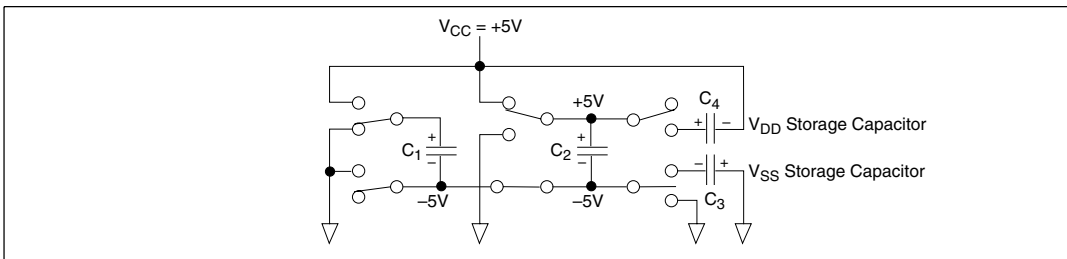 V_CC = +5V
+5V
C_4
+ –
V_DD Storage Capacitor
+
C_1
–
+
C_2
–
– +
V_SS Storage Capacitor
C_3
–5V
–5V